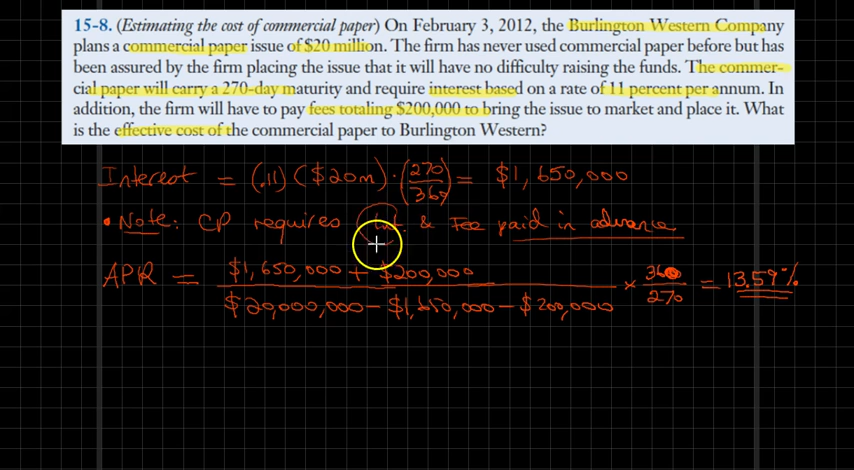 15-8. (Estimating the cost of commercial paper) On February 3, 2012, the Burlington Western Company
plans a commercial paper issue of $20 million. The firm has never used commercial paper before but has
been assured by the firm placing the issue that it will have no difficulty raising the funds. The commer-
cial paper will carry a 270-day maturity and require interest based on a rate of 11 percent per annum. In
addition, the firm will have to pay fees totaling $200,000 to bring the issue to market and place it. What
is the effective cost of the commercial paper to Burlington Western?
Interest = (.11) ($20m) · (270/360) = $1,650,000
• Note: CP requires int. & Fee paid in advance
APR = $1,650,000 + $200,000 / $20,000,000 - $1,650,000 - $200,000 × 360/270 = 13.59%